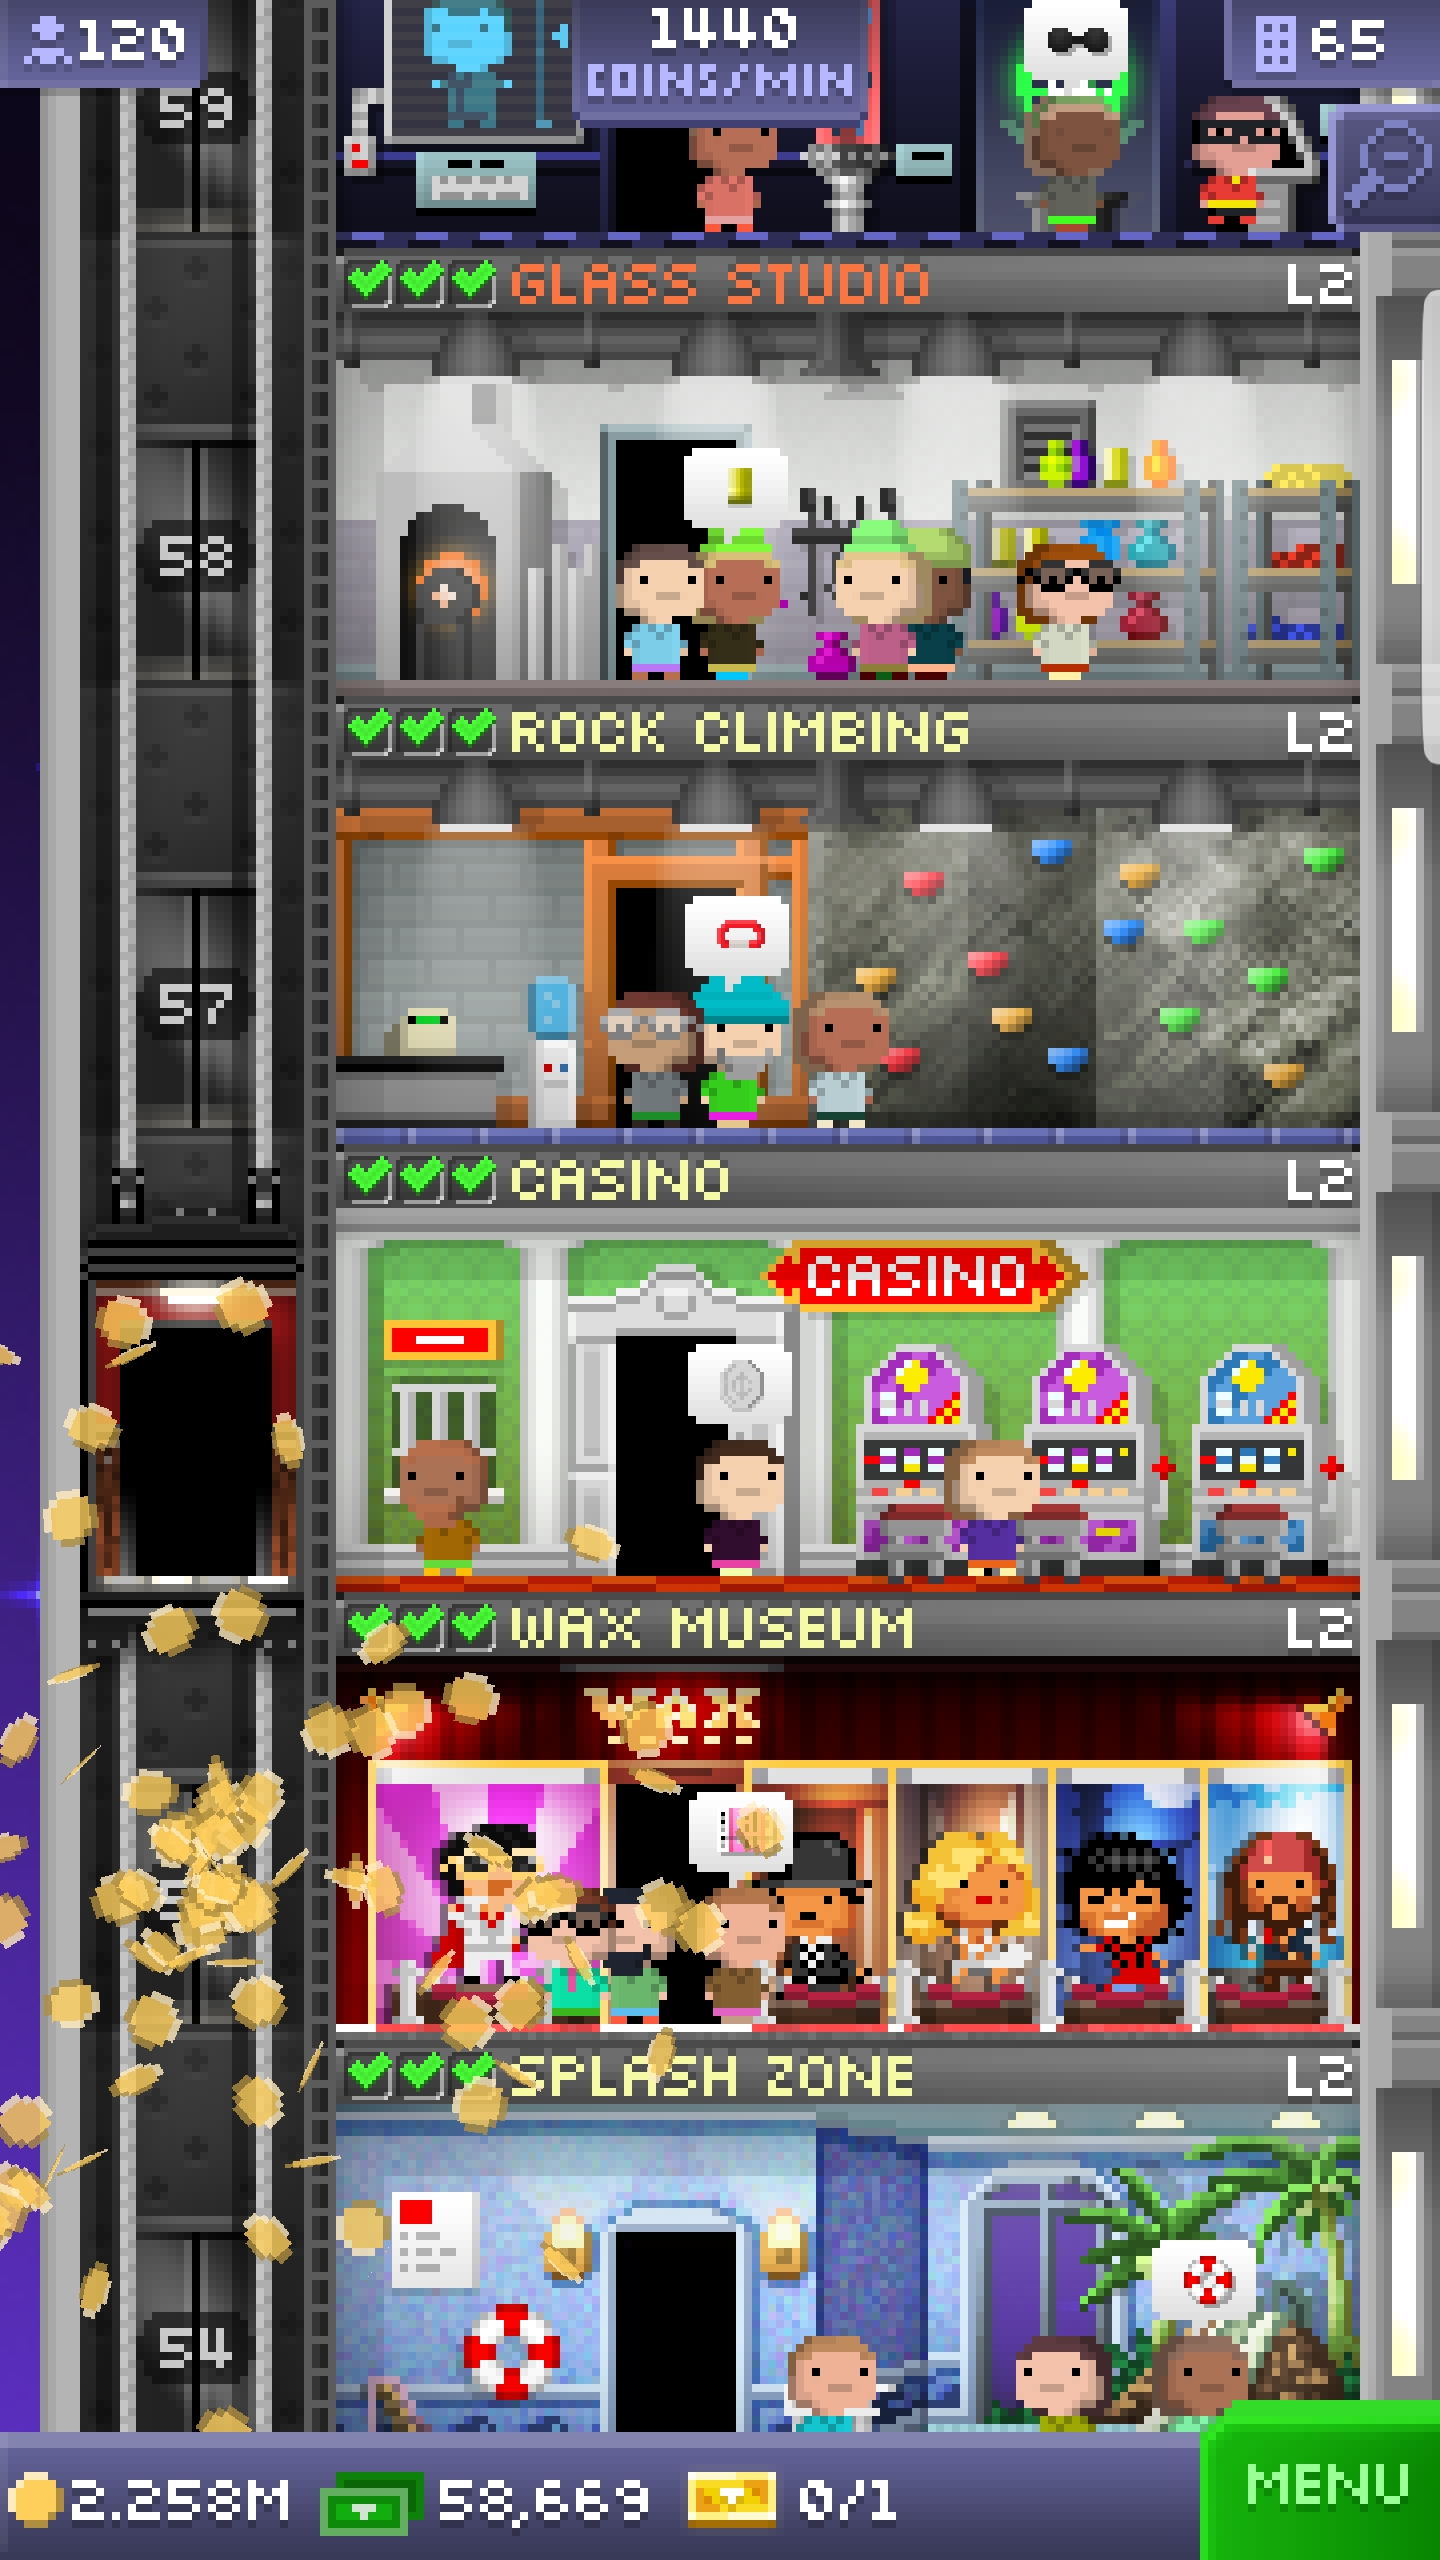 120
1440
COINS/MIN
65
59
GLASS STUDIO L2
58
ROCK CLIMBING L2
57
CASINO L2
CASINO
WAX MUSEUM L2
WAX
SPLASH ZONE L2
54
2.258M 58,669 0/1
MENU